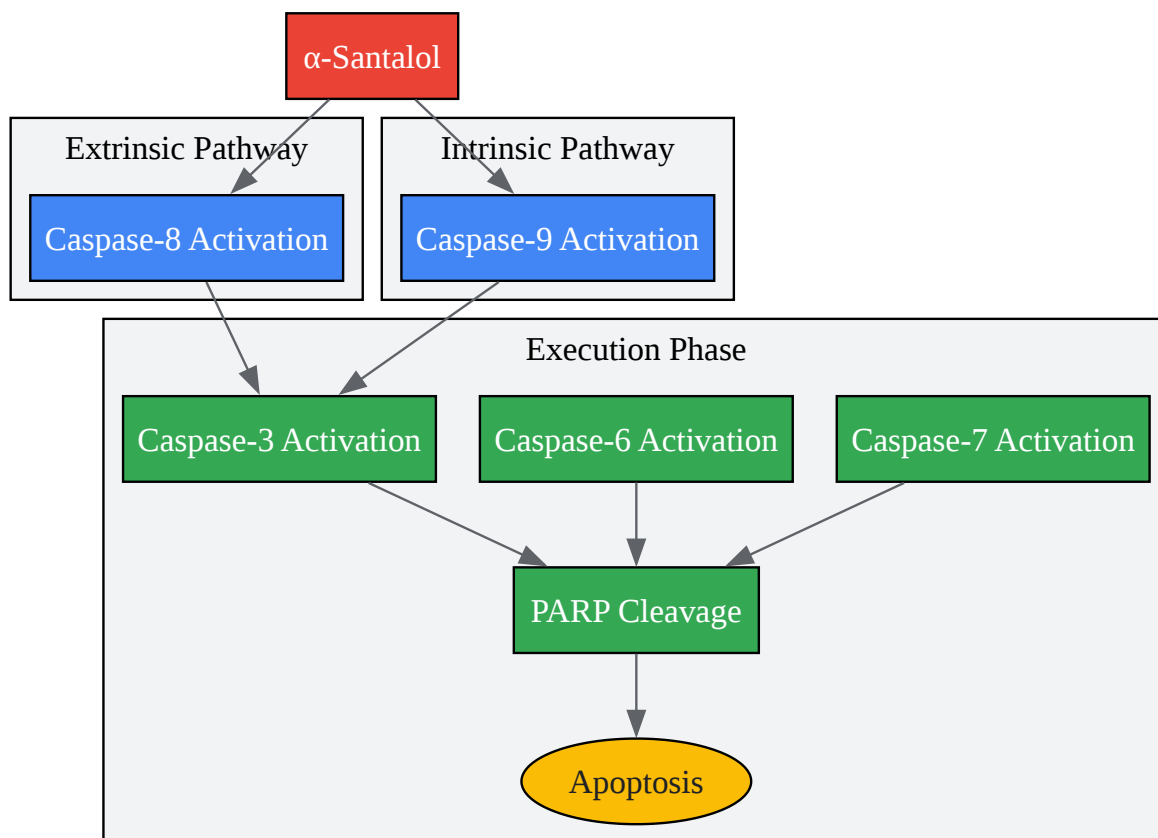 α-Santalol
Extrinsic Pathway
Intrinsic Pathway
Caspase-8 Activation
Caspase-9 Activation
Execution Phase
Caspase-3 Activation
Caspase-6 Activation
Caspase-7 Activation
PARP Cleavage
Apoptosis